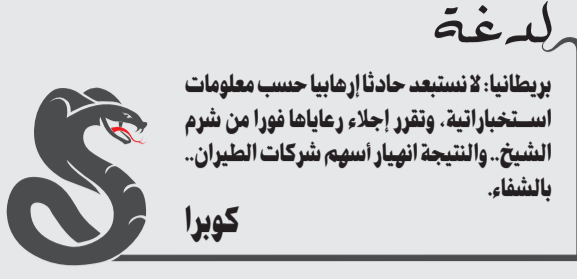 لدغة
بريطانيا: لا نستبعد حادثا إرهابيا حسب معلومات
استخباراتية، وتقرر إجلاء رعاياها فورا من شرم
الشيخ.. والنتيجة انهيار أسهم شركات الطيران..
بالشفاء.
كوبرا